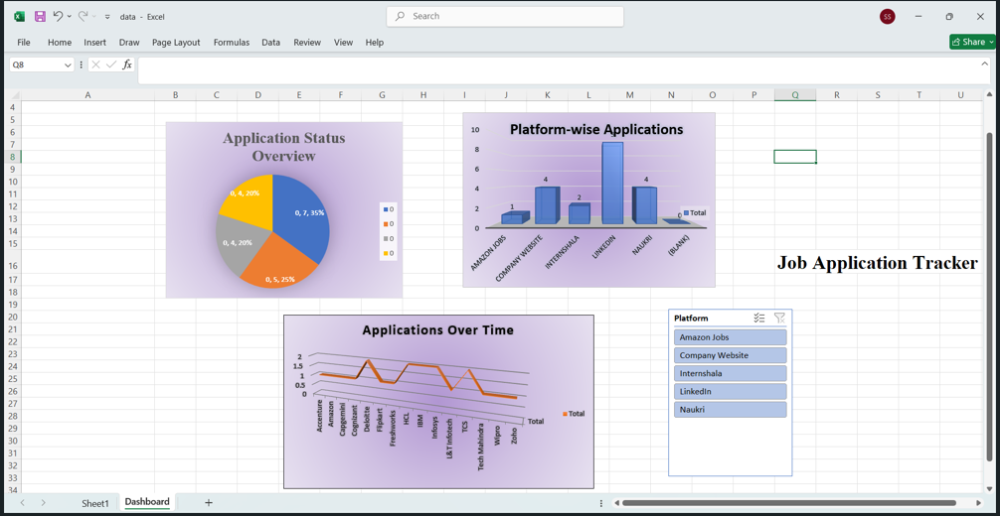 data - Excel
Search
SS
File Home Insert Draw Page Layout Formulas Data Review View Help
Share
Q8
fx
A B C D E F G H I J K L M N O P Q R S T U
4
5
6
7
8
9
10
11
12
13
14
15
16
17
18
19
20
21
22
23
24
25
26
27
28
29
30
31
32
33
34
Application Status
Overview
0, 4, 20%
0, 7, 35%
0, 4, 20%
0, 5, 25%
0
0
0
0
Platform-wise Applications
10
8
6
4
2
0
1
4
2
4
0
Total
AMAZON JOBS
COMPANY WEBSITE
INTERNSHALA
LINKEDIN
NAUKRI
(BLANK)
Job Application Tracker
Applications Over Time
2
1.5
1
0.5
0
Accenture
Amazon
Capgemini
Cognizant
Deloitte
Flipkart
Freshworks
HCL
IBM
Infosys
L&T Infotech
TCS
Tech Mahindra
Wipro
Zoho
Total
Total
Platform
Amazon Jobs
Company Website
Internshala
LinkedIn
Naukri
Sheet1 Dashboard